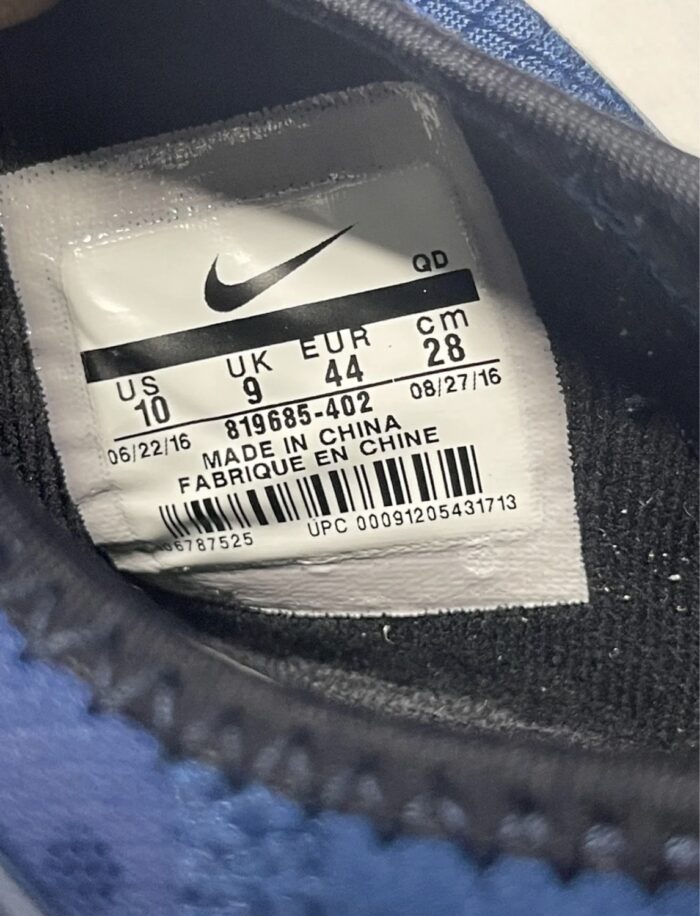 QD
US UK EUR cm
10 9 44 28
06/22/16 819685-402 08/27/16
MADE IN CHINA
FABRIQUE EN CHINE
UPC 00091205431713